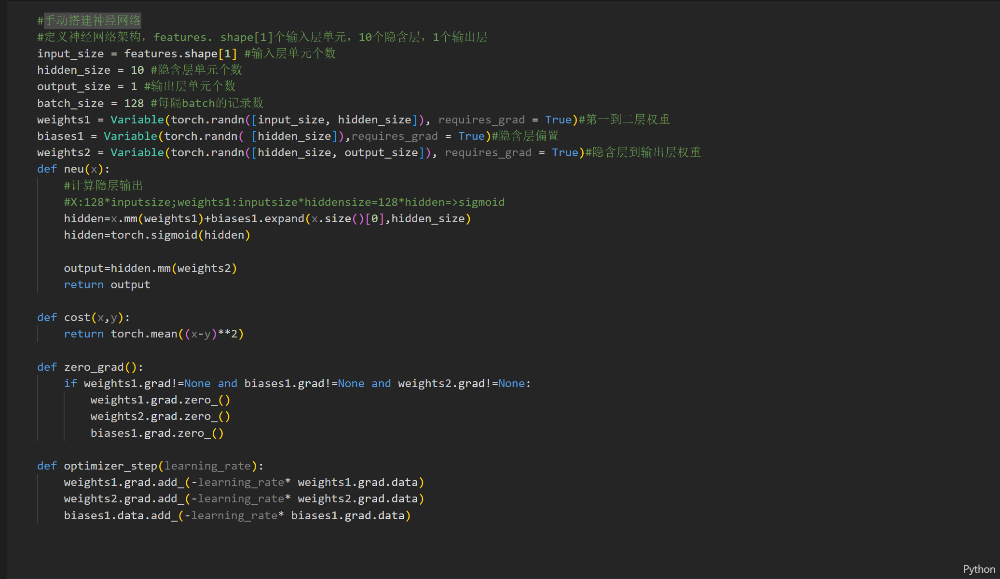 #手动搭建神经网络
#定义神经网络架构，features. shape[1]个输入层单元，10个隐含层，1个输出层
input_size = features.shape[1] #输入层单元个数
hidden_size = 10 #隐含层单元个数
output_size = 1 #输出层单元个数
batch_size = 128 #每隔batch的记录数
weights1 = Variable(torch.randn([input_size, hidden_size]), requires_grad = True)#第一到二层权重
biases1 = Variable(torch.randn( [hidden_size]),requires_grad = True)#隐含层偏置
weights2 = Variable(torch.randn([hidden_size, output_size]), requires_grad = True)#隐含层到输出层权重
def neu(x):
    #计算隐层输出
    #X:128*inputsize;weights1:inputsize*hiddensize=128*hidden=>sigmoid
    hidden=x.mm(weights1)+biases1.expand(x.size()[0],hidden_size)
    hidden=torch.sigmoid(hidden)

    output=hidden.mm(weights2)
    return output

def cost(x,y):
    return torch.mean((x-y)**2)

def zero_grad():
    if weights1.grad!=None and biases1.grad!=None and weights2.grad!=None:
        weights1.grad.zero_()
        weights2.grad.zero_()
        biases1.grad.zero_()

def optimizer_step(learning_rate):
    weights1.grad.add_(-learning_rate* weights1.grad.data)
    weights2.grad.add_(-learning_rate* weights2.grad.data)
    biases1.data.add_(-learning_rate* biases1.grad.data)
Python